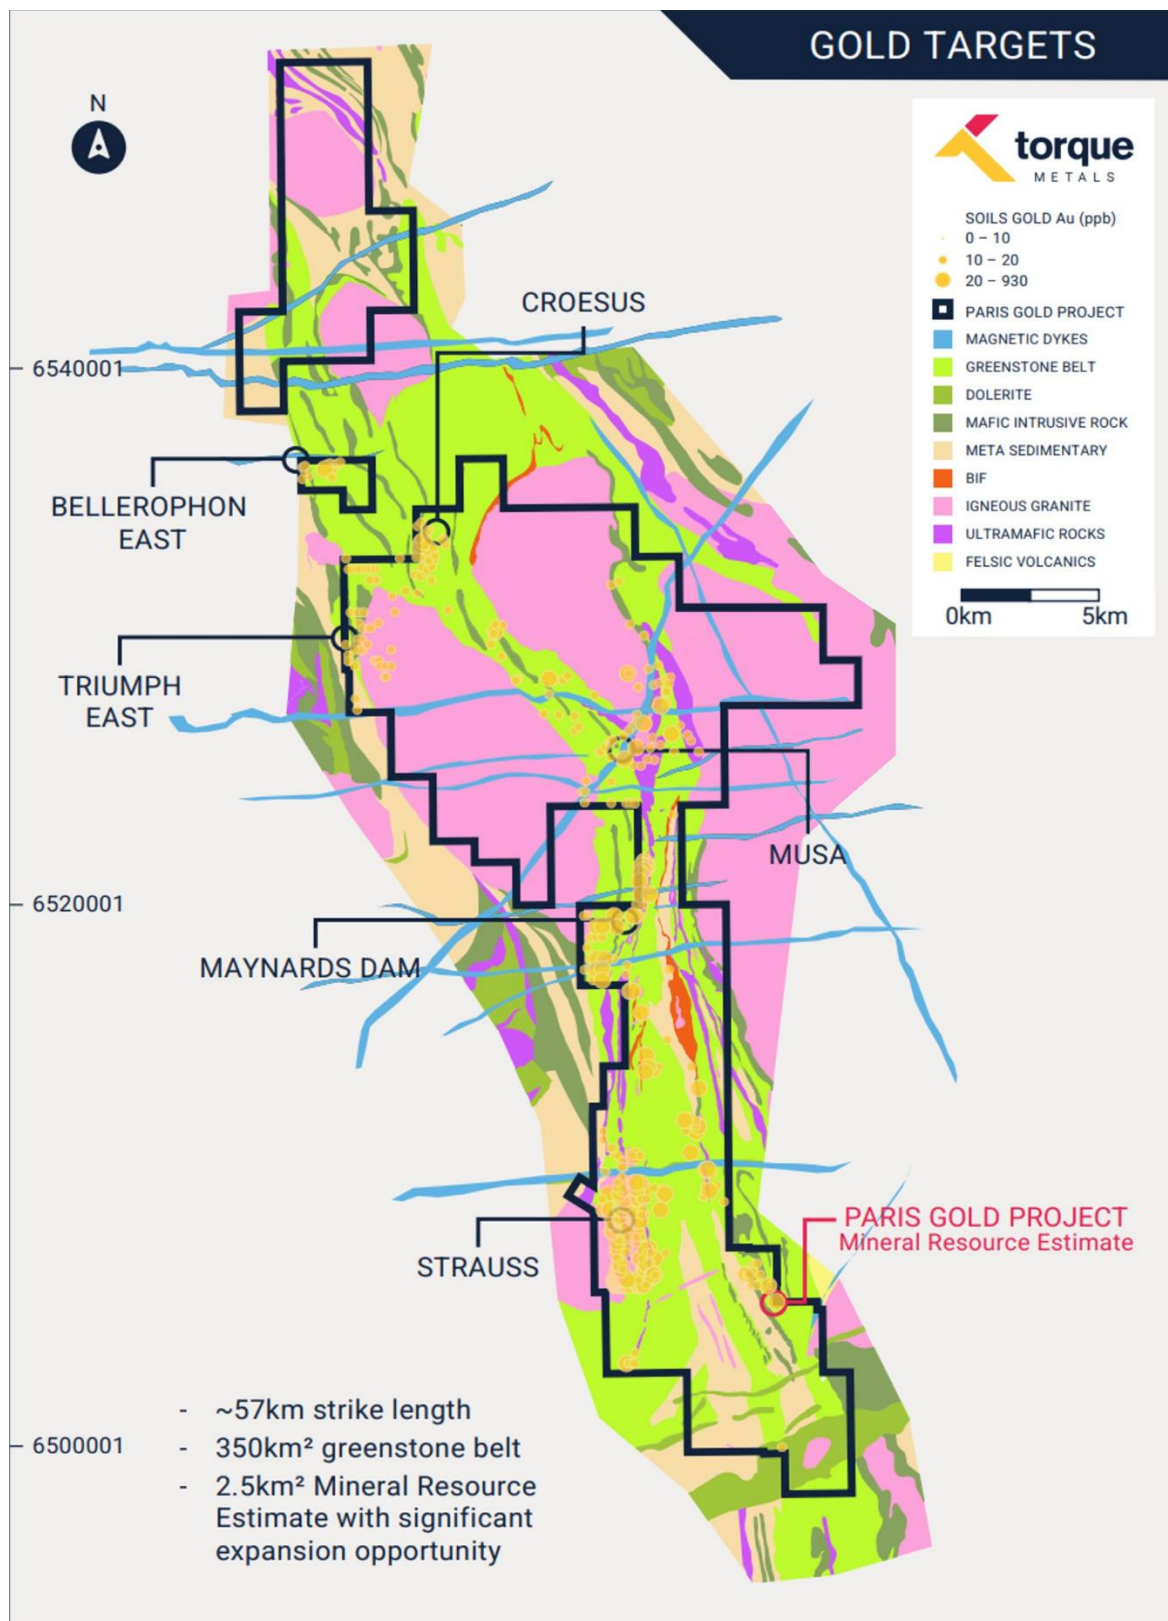 GOLD TARGETS
N
torque
METALS
SOILS GOLD Au (ppb)
0 – 10
10 – 20
20 – 930
PARIS GOLD PROJECT
MAGNETIC DYKES
GREENSTONE BELT
DOLERITE
MAFIC INTRUSIVE ROCK
META SEDIMENTARY
BIF
IGNEOUS GRANITE
ULTRAMAFIC ROCKS
FELSIC VOLCANICS
0km 5km
CROESUS
6540001
BELLEROPHON
EAST
TRIUMPH
EAST
MUSA
6520001
MAYNARDS DAM
PARIS GOLD PROJECT
Mineral Resource Estimate
STRAUSS
- ~57km strike length
6500001
- 350km² greenstone belt
- 2.5km² Mineral Resource
Estimate with significant
expansion opportunity